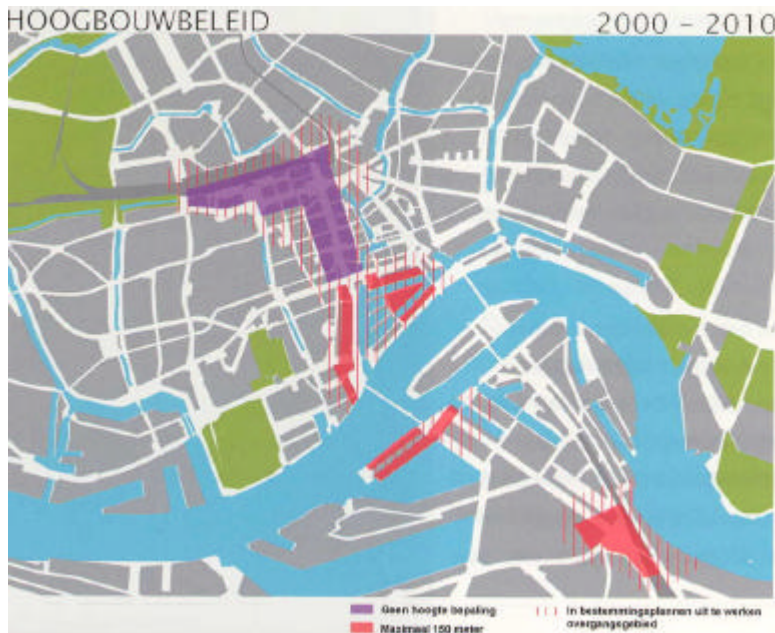 HOOGBOUWBELEID
2000 – 2010
Geen hoogte bepaling
Maximaal 150 meter
In bestemmingsplannen uit te werken
overgangsgebied